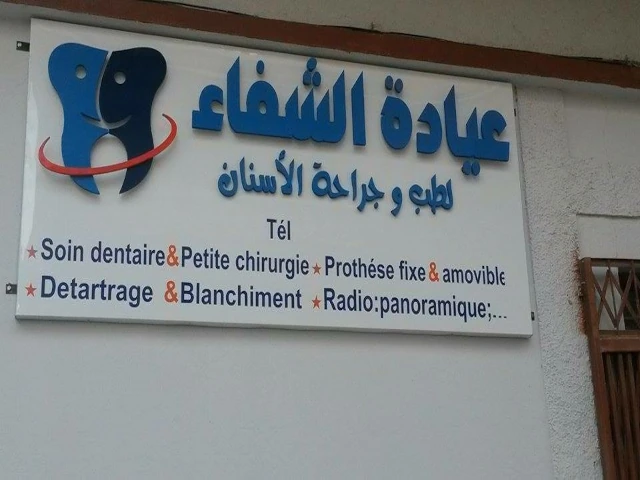 عيادة الشفاء
لطب و جراحة الأسنان
Tél
★ Soin dentaire & Petite chirurgie ★ Prothése fixe & amovible
★ Detartrage & Blanchiment ★ Radio:panoramique;...